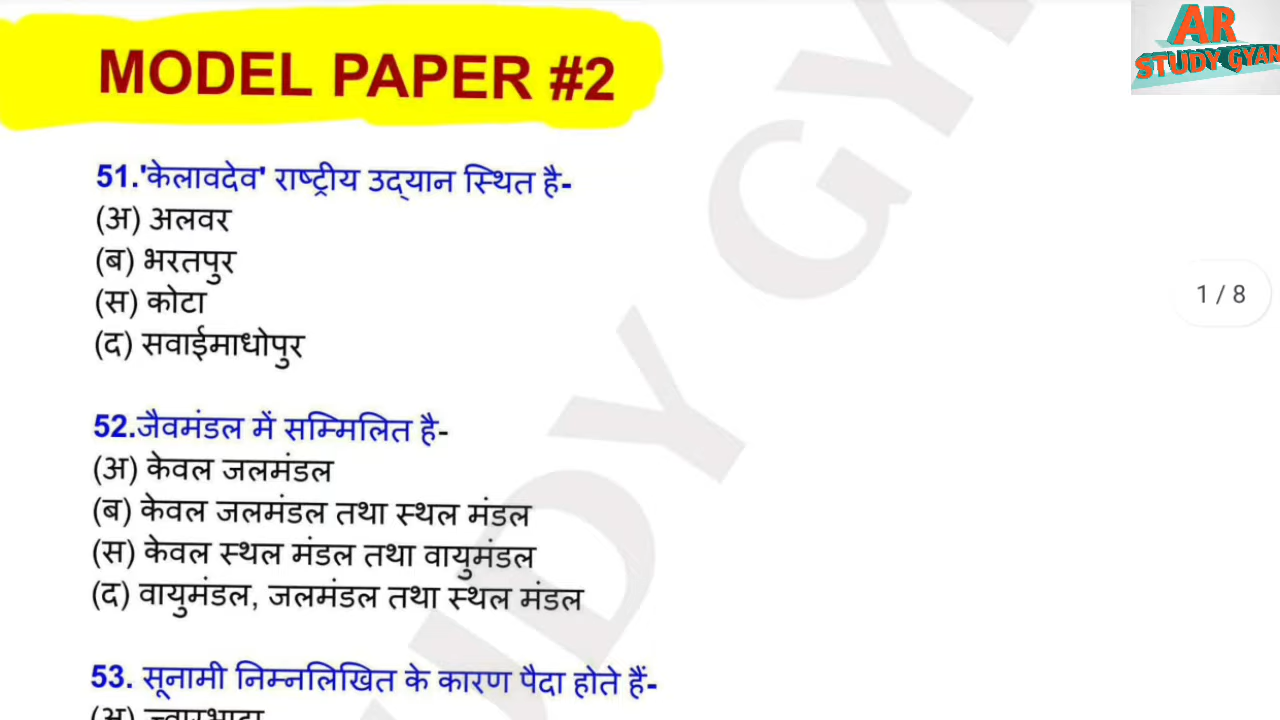 MODEL PAPER #2
AR
STUDY GYAN
51.'केलावदेव' राष्ट्रीय उद्यान स्थित है-
(अ) अलवर
(ब) भरतपुर
(स) कोटा
(द) सवाईमाधोपुर
1 / 8
52.जैवमंडल में सम्मिलित है-
(अ) केवल जलमंडल
(ब) केवल जलमंडल तथा स्थल मंडल
(स) केवल स्थल मंडल तथा वायुमंडल
(द) वायुमंडल, जलमंडल तथा स्थल मंडल
53. सूनामी निम्नलिखित के कारण पैदा होते हैं-
(अ) ज्वारभाटा